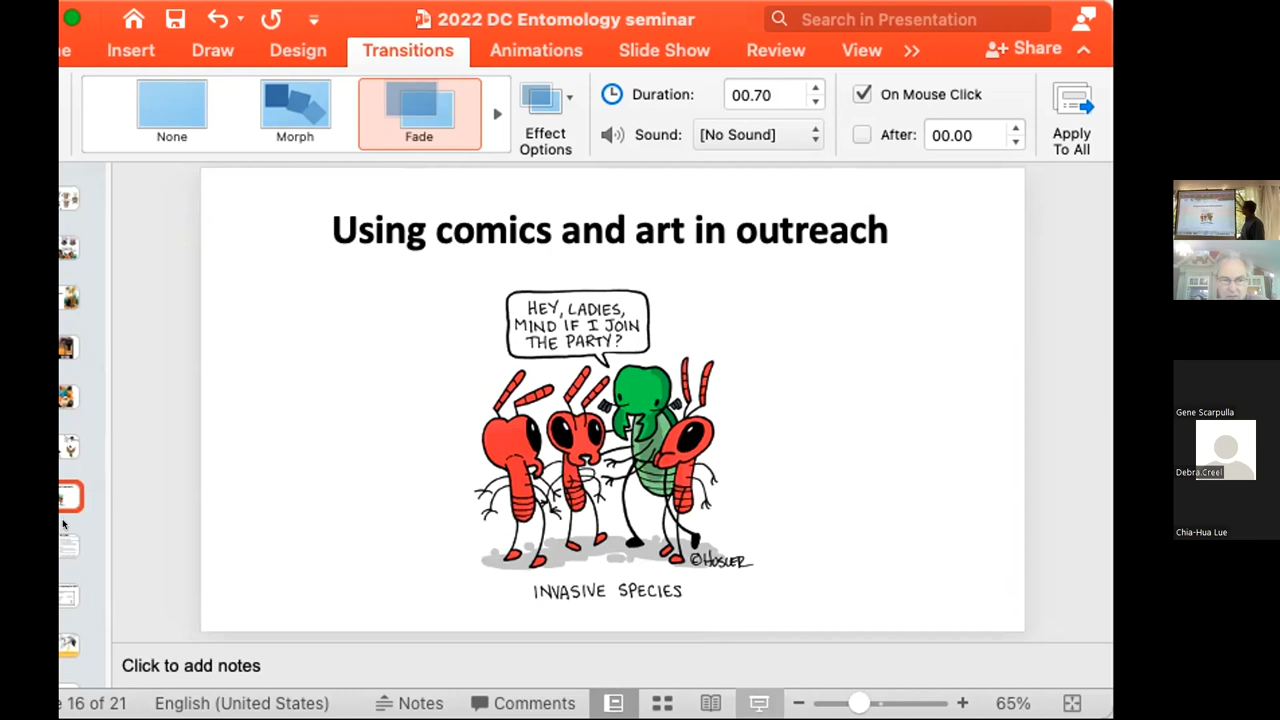 2022 DC Entomology seminar
Search in Presentation
Insert
Draw
Design
Transitions
Animations
Slide Show
Review
View
Share
None
Morph
Fade
Effect
Options
Duration:
00.70
Sound:
[No Sound]
On Mouse Click
After:
00.00
Apply
To All
Using comics and art in outreach
HEY, LADIES,
MIND IF I JOIN
THE PARTY?
©HOSLER
INVASIVE SPECIES
Click to add notes
16 of 21
English (United States)
Notes
Comments
65%
Gene Scarpulla
Debra.Creel
Chia-Hua Lue